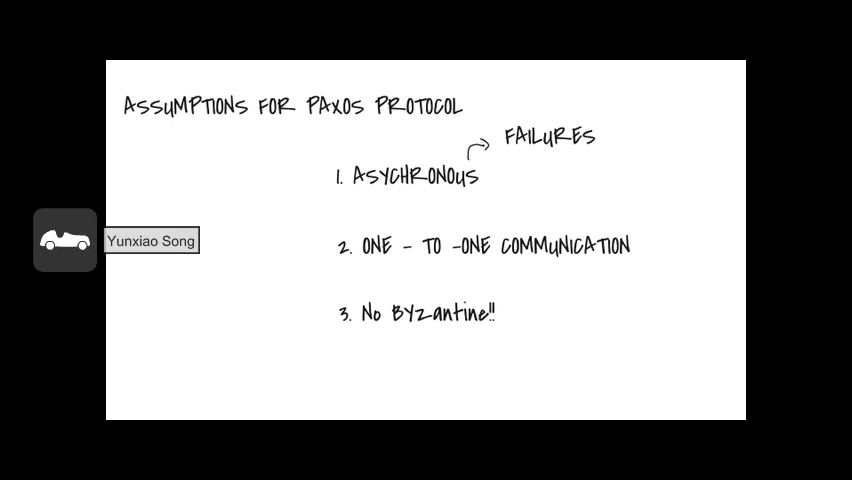 ASSUMPTIONS FOR PAXOS PROTOCOL
FAILURES
1. ASYCHRONOUS
Yunxiao Song
2. ONE - TO -ONE COMMUNICATION
3. No BYzantine!!